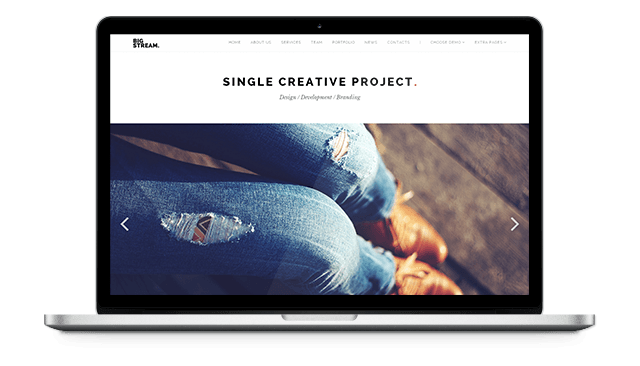 BIG
STREAM.
HOME ABOUT US SERVICES TEAM PORTFOLIO NEWS CONTACTS | CHOOSE DEMO EXTRA PAGES
SINGLE CREATIVE PROJECT.
Design / Development / Branding